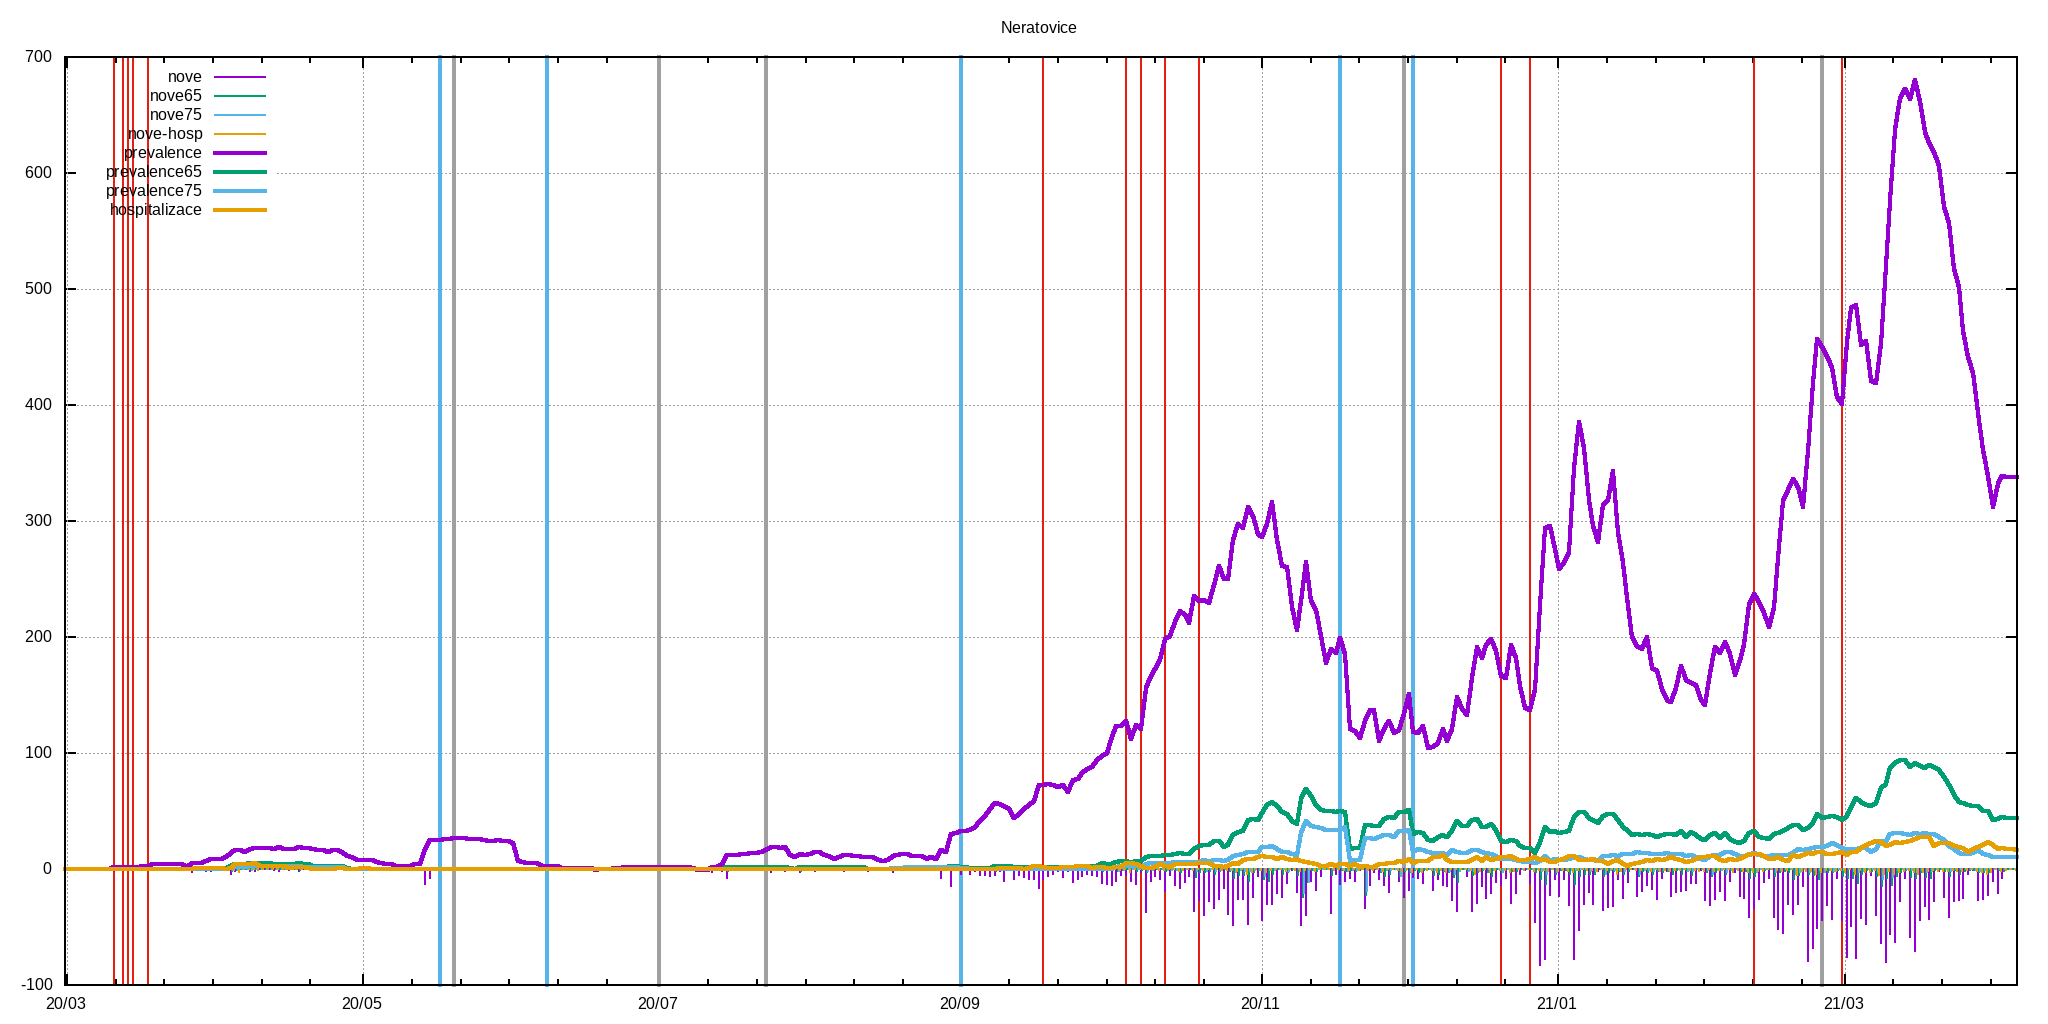 Neratovice
700
600
500
400
300
200
100
0
-100
nove
nove65
nove75
nove-hosp
prevalence
prevalence65
prevalence75
hospitalizace
20/03 20/05 20/07 20/09 20/11 21/01 21/03